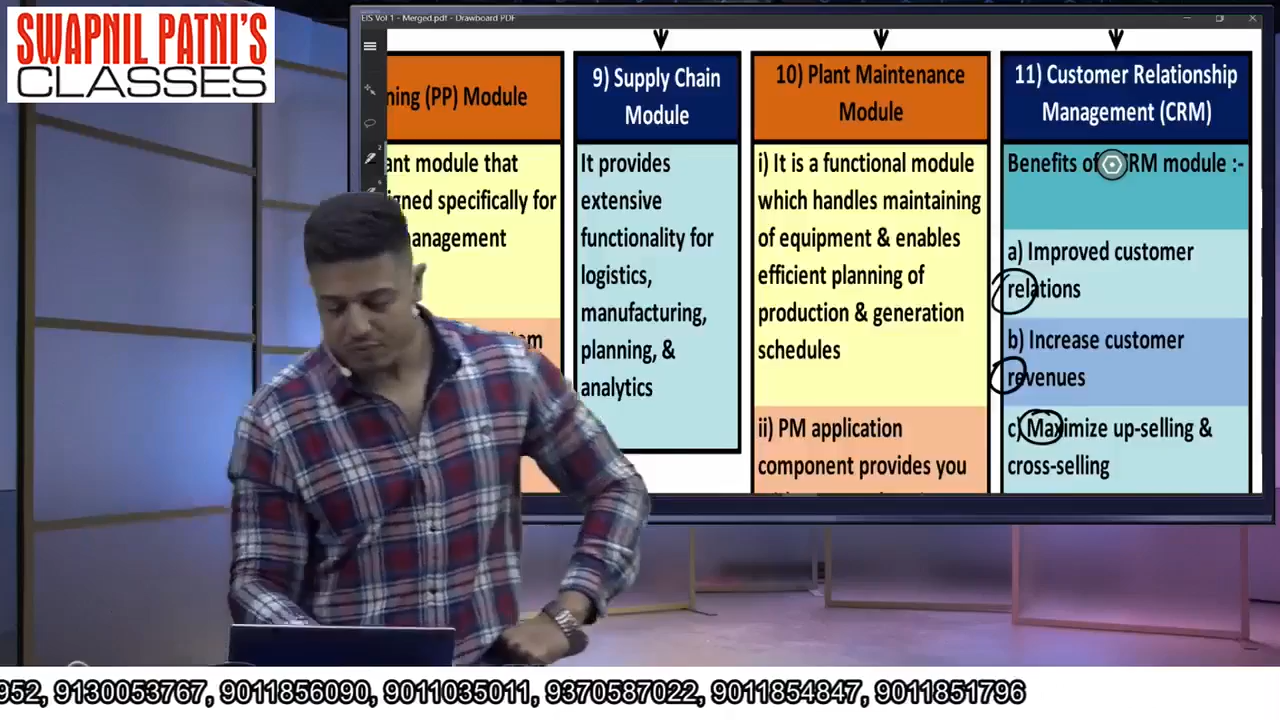 SWAPNIL PATNI'S
CLASSES
EIS Vol 1 - Merged.pdf - Drawboard PDF
ning (PP) Module
ant module that
igned specifically for
anagement
9) Supply Chain
Module
It provides
extensive
functionality for
logistics,
manufacturing,
planning, &
analytics
10) Plant Maintenance
Module
i) It is a functional module
which handles maintaining
of equipment & enables
efficient planning of
production & generation
schedules
ii) PM application
component provides you
11) Customer Relationship
Management (CRM)
Benefits of CRM module :-
a) Improved customer
relations
b) Increase customer
revenues
c) Maximize up-selling &
cross-selling
952, 9130053767, 9011856090, 9011035011, 9370587022, 9011854847, 9011851796